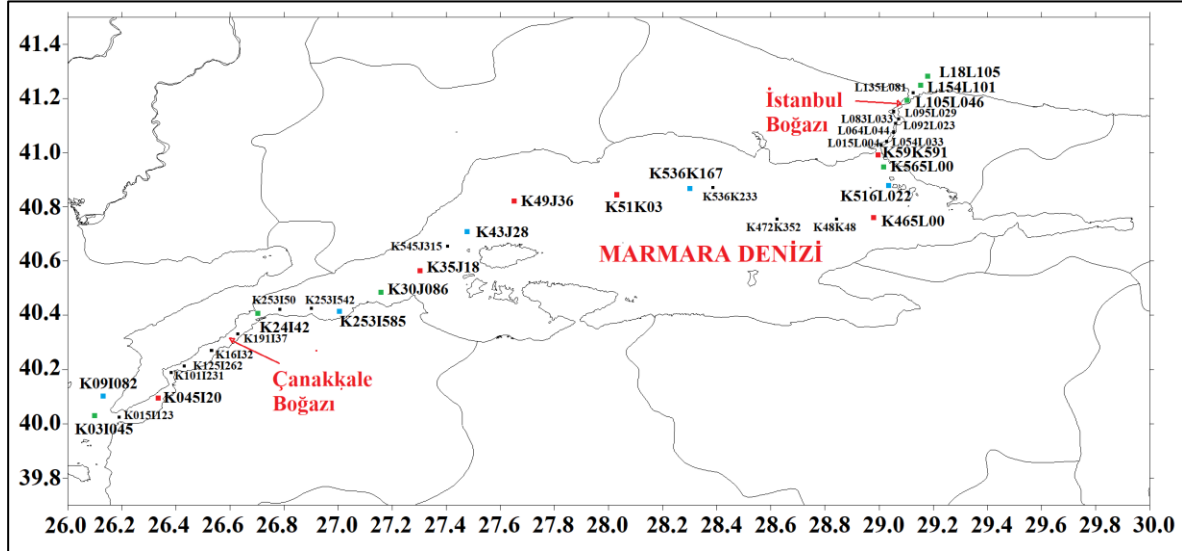 41.4
41.2
41.0
40.8
40.6
40.4
40.2
40.0
39.8
L18L105
L135L081
L154L101
İstanbul
Boğazı
L105L046
L095L029
L083L033
L092L023
L064L044
L015L004
L054L033
K59K591
K565L00
K536K167
K516L022
K536K233
K49J36
K51K03
K472K352
K48K48
K465L00
K43J28
K545J315
MARMARA DENİZİ
K35J18
K30J086
K253I50
K253I542
K253I585
K24I42
K191I37
K16I32
K125I262
K101I231
Çanakkale
Boğazı
K09I082
K045I20
K015I123
K03I045
26.0 26.2 26.4 26.6 26.8 27.0 27.2 27.4 27.6 27.8 28.0 28.2 28.4 28.6 28.8 29.0 29.2 29.4 29.6 29.8 30.0